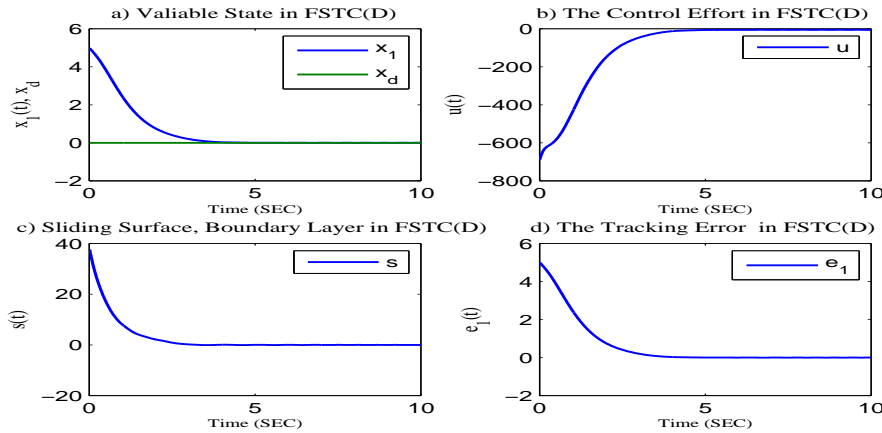 a) Valiable State in FSTC(D)
6
4
2
0
−2
x1(t), xd
x1
xd
0
5
10
Time (SEC)
b) The Control Effort in FSTC(D)
0
−200
−400
−600
−800
u(t)
u
0
5
10
Time (SEC)
c) Sliding Surface, Boundary Layer in FSTC(D)
40
20
0
−20
s(t)
s
0
5
10
Time (SEC)
d) The Tracking Error in FSTC(D)
6
4
2
0
−2
e1(t)
e1
0
5
10
Time (SEC)